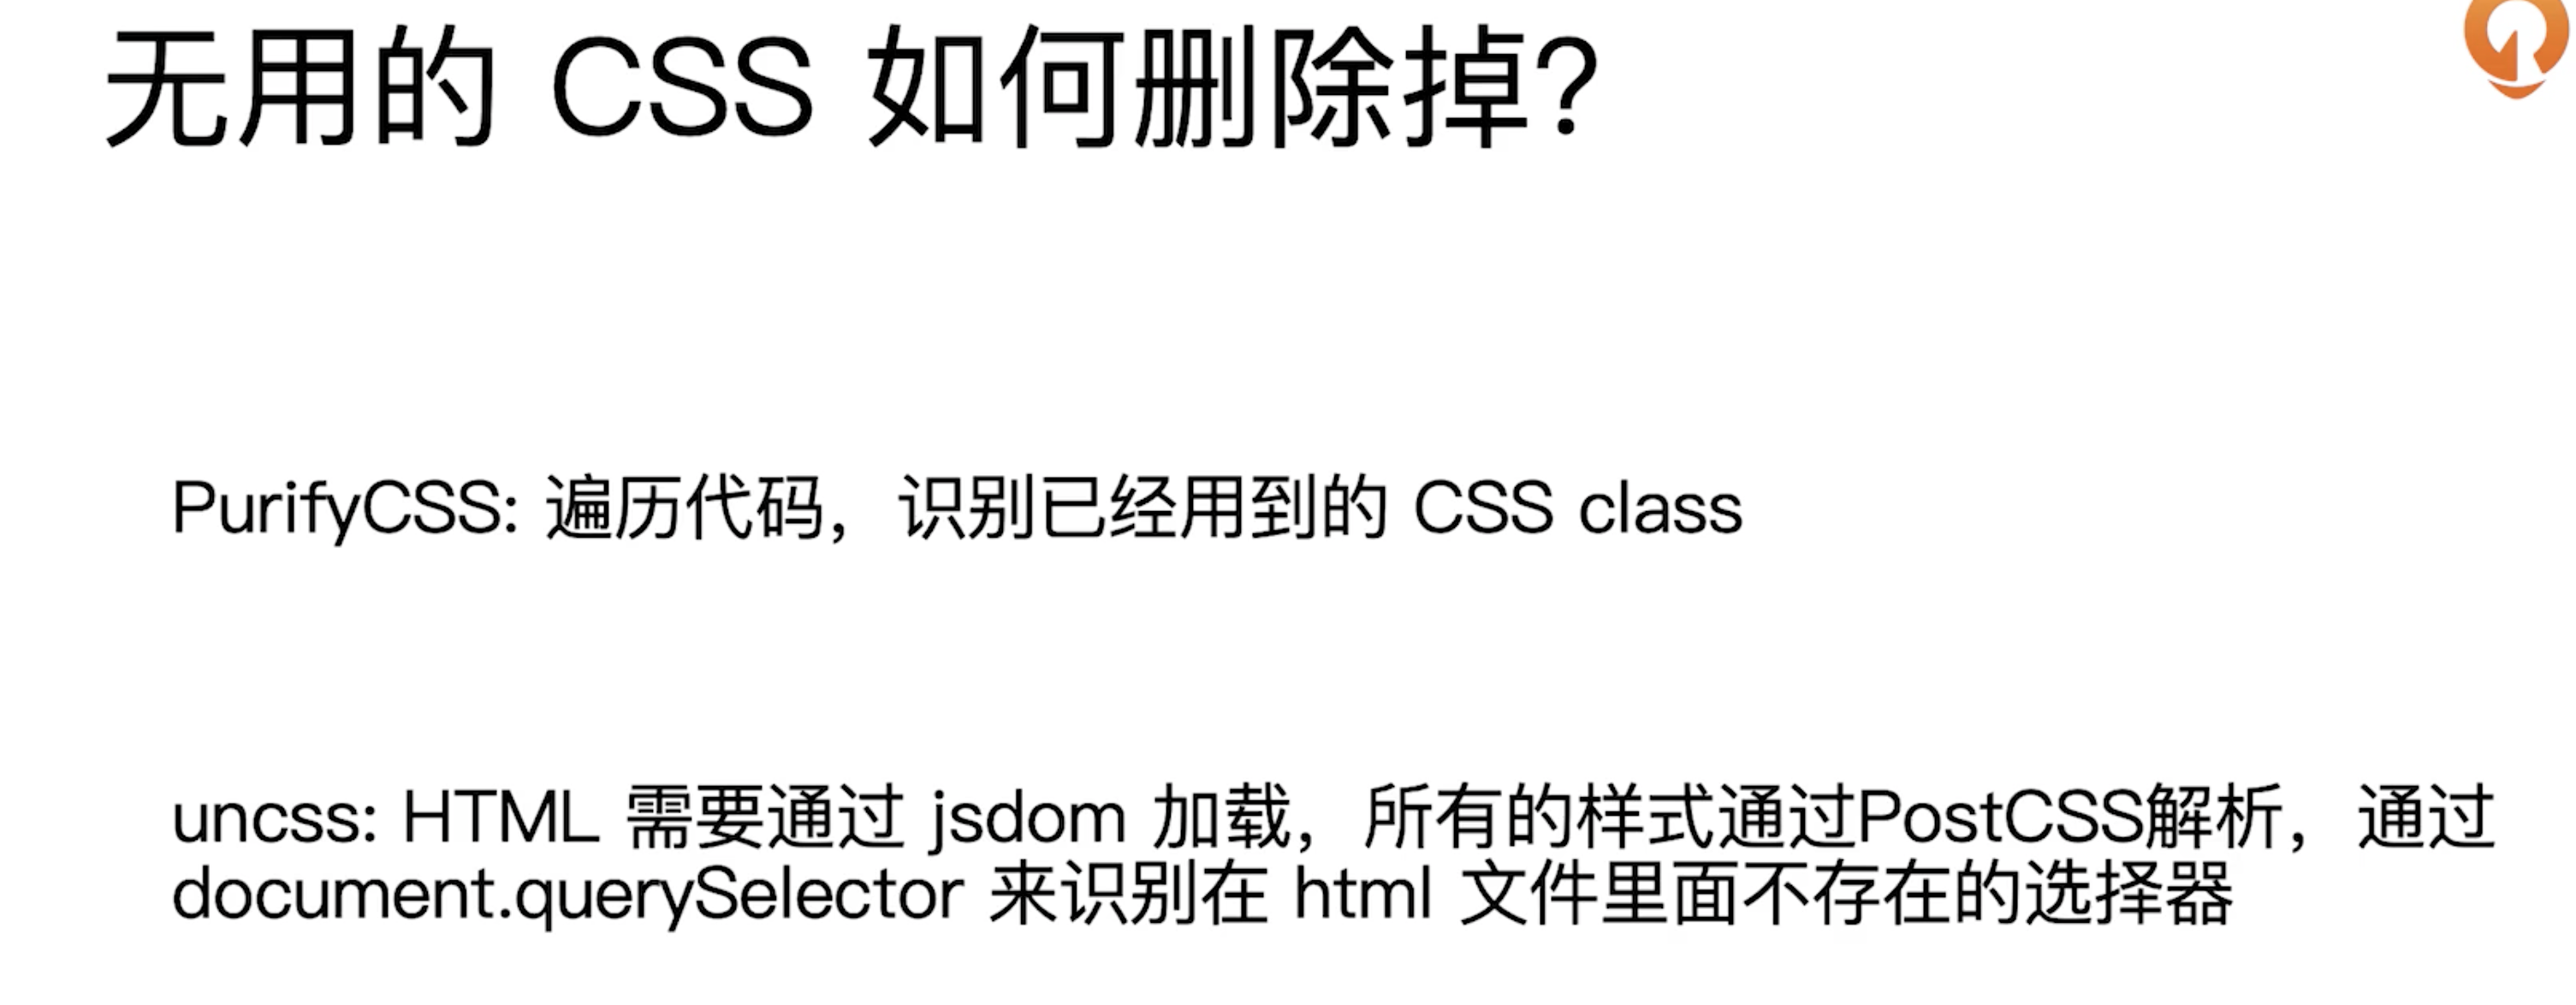 无用的 CSS 如何删除掉?
PurifyCSS: 遍历代码，识别已经用到的 CSS class
uncss: HTML 需要通过 jsdom 加载，所有的样式通过PostCSS解析，通过
document.querySelector 来识别在 html 文件里面不存在的选择器